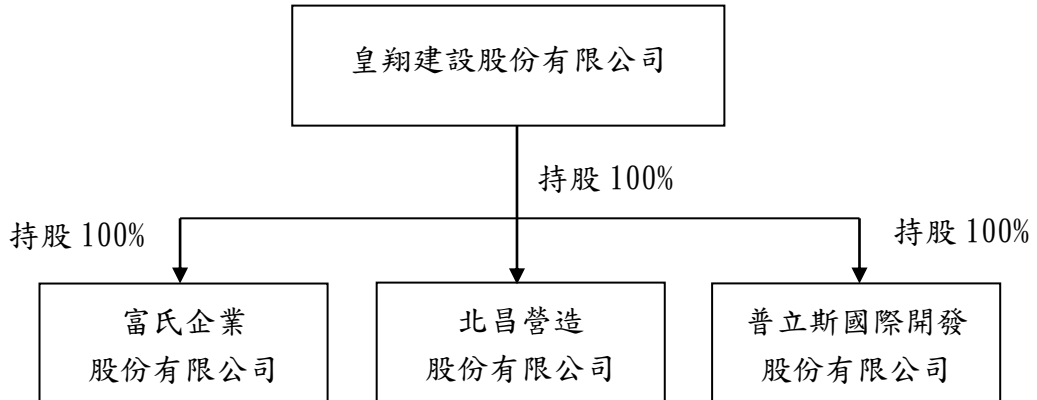 皇翔建設股份有限公司
持股 100%
持股 100%
持股 100%
富氏企業
股份有限公司
北昌營造
股份有限公司
普立斯國際開發
股份有限公司